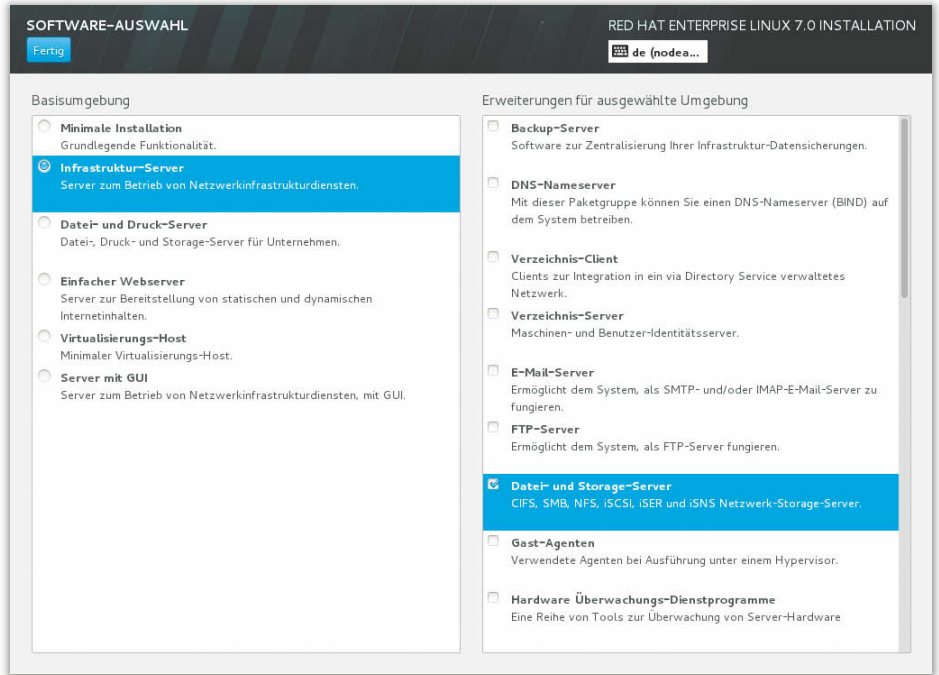 SOFTWARE-AUSWAHL
RED HAT ENTERPRISE LINUX 7.0 INSTALLATION
Fertig
de (nodea...
Basisumgebung
Minimale Installation
Grundlegende Funktionalität.
Infrastruktur-Server
Server zum Betrieb von Netzwerkinfrastrukturdiensten.
Datei- und Druck-Server
Datei-, Druck- und Storage-Server für Unternehmen.
Einfacher Webserver
Server zur Bereitstellung von statischen und dynamischen
Internetinhalten.
Virtualisierungs-Host
Minimaler Virtualisierungs-Host.
Server mit GUI
Server zum Betrieb von Netzwerkinfrastrukturdiensten, mit GUI.
Erweiterungen für ausgewählte Umgebung
Backup-Server
Software zur Zentralisierung Ihrer Infrastruktur-Datensicherungen.
DNS-Nameserver
Mit dieser Paketgruppe können Sie einen DNS-Nameserver (BIND) auf
dem System betreiben.
Verzeichnis-Client
Clients zur Integration in ein via Directory Service verwaltetes
Netzwerk.
Verzeichnis-Server
Maschinen- und Benutzer-Identitätsserver.
E-Mail-Server
Ermöglicht dem System, als SMTP- und/oder IMAP-E-Mail-Server zu
fungieren.
FTP-Server
Ermöglicht dem System, als FTP-Server fungieren.
Datei- und Storage-Server
CIFS, SMB, NFS, iSCSI, iSER und iSNS Netzwerk-Storage-Server.
Gast-Agenten
Verwendete Agenten bei Ausführung unter einem Hypervisor.
Hardware Überwachungs-Dienstprogramme
Eine Reihe von Tools zur Überwachung von Server-Hardware